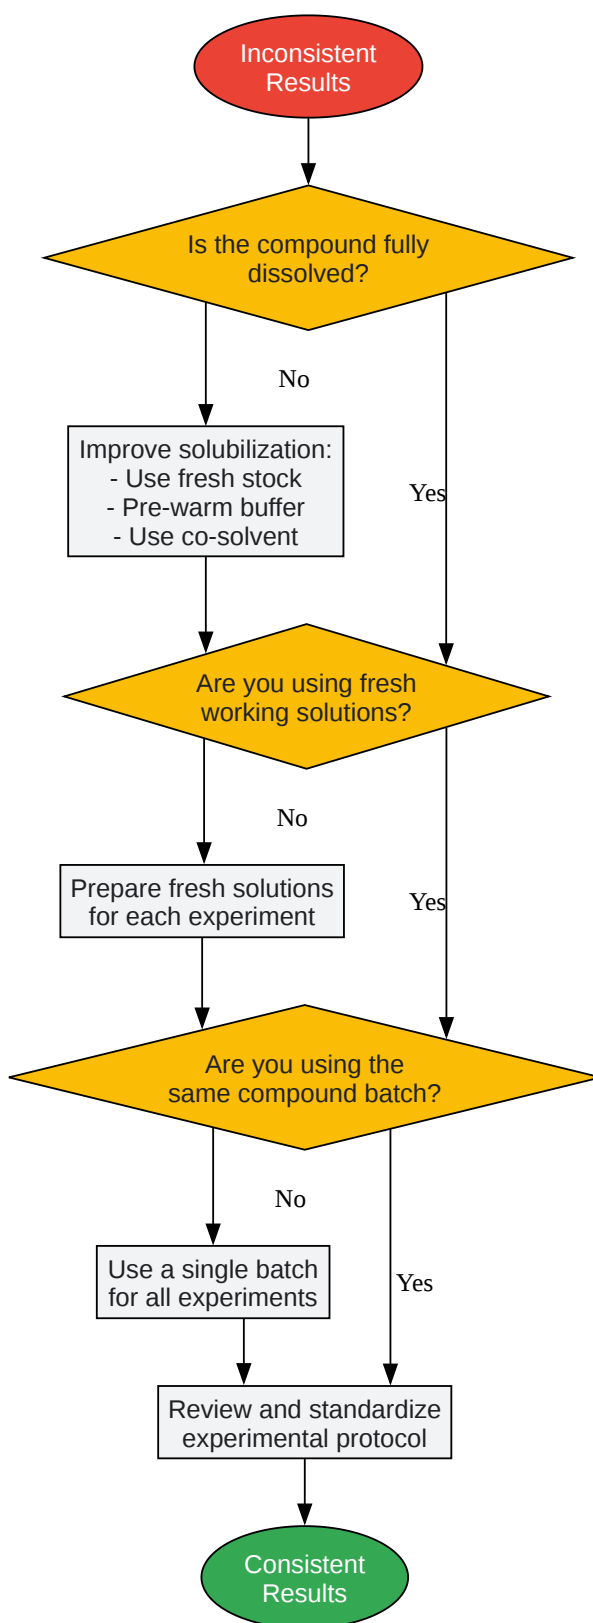 Inconsistent
Results
Is the compound fully
dissolved?
No
Improve solubilization:
- Use fresh stock
- Pre-warm buffer
- Use co-solvent
Yes
Are you using fresh
working solutions?
No
Prepare fresh solutions
for each experiment
Yes
Are you using the
same compound batch?
No
Use a single batch
for all experiments
Yes
Review and standardize
experimental protocol
Consistent
Results